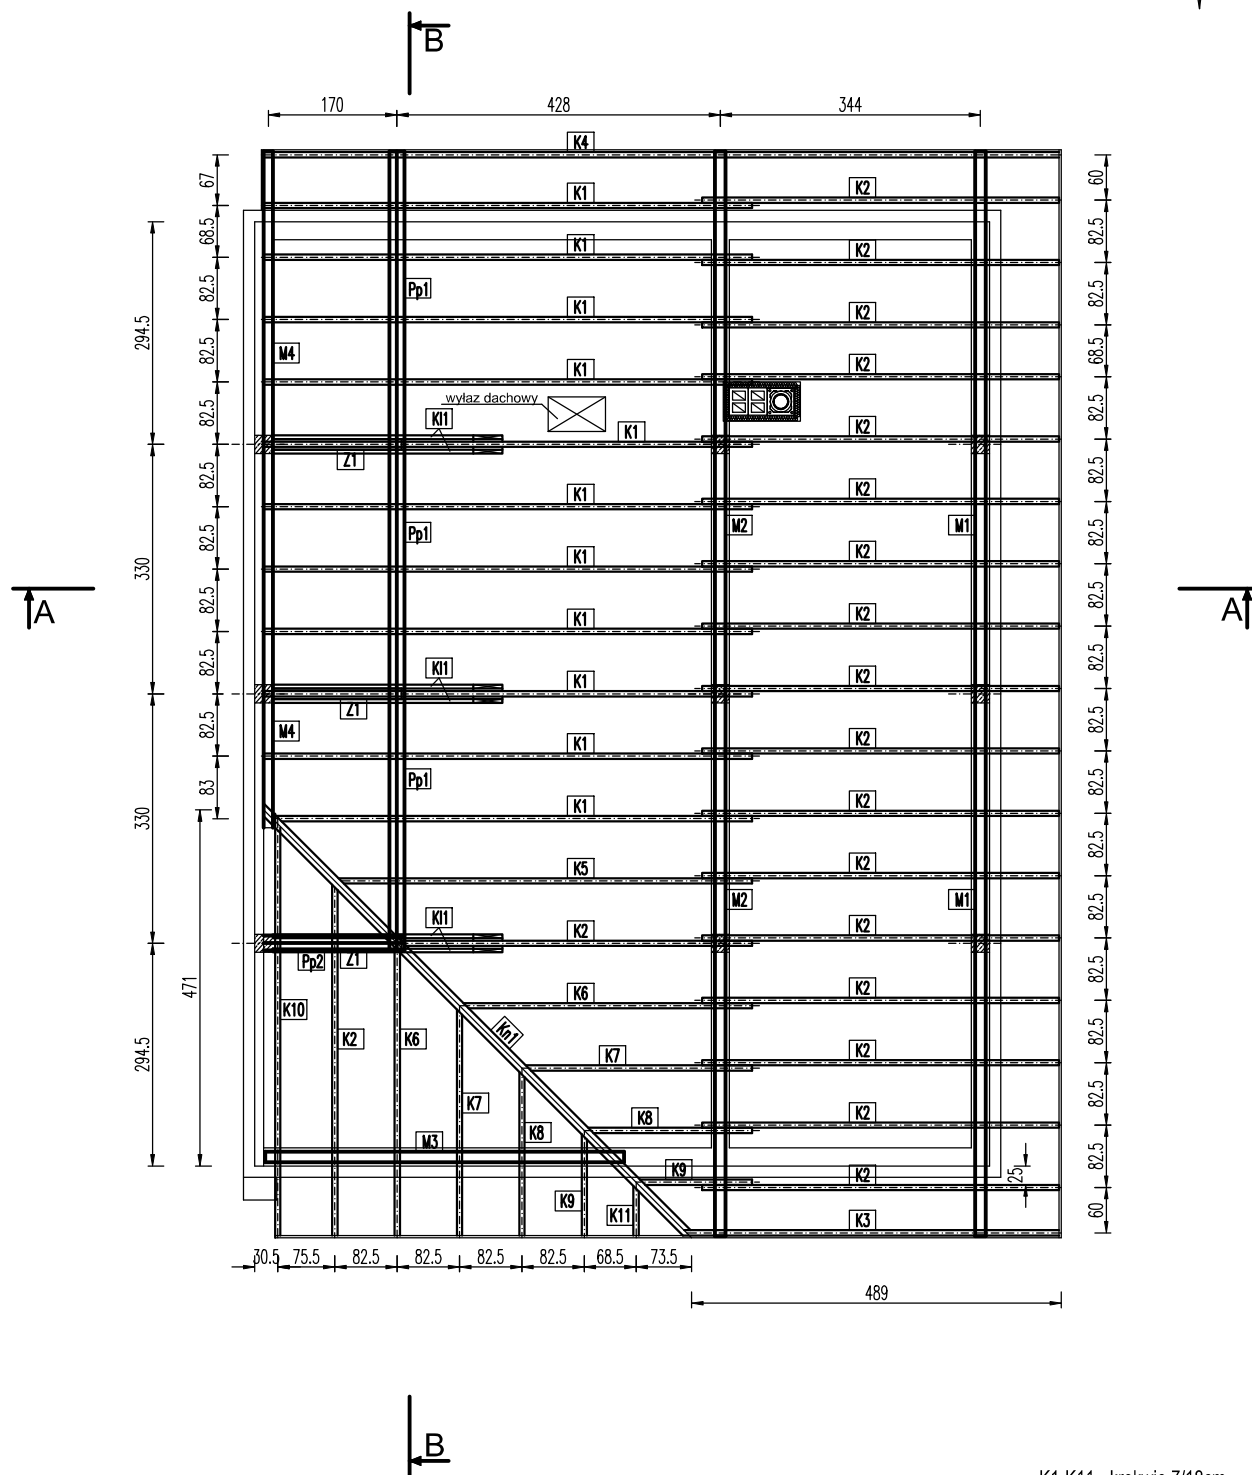 B
170 428 344
K4
67 K1 K2 60
68.5 K1 K2 82.5
82.5 Pp1 82.5
294.5 82.5 M4 K1 K2 68.5
82.5 K1 K2 82.5
wyłaz dachowy
Kl1 K1 K2
Z1
82.5 K1 K2 82.5
82.5 Pp1 M2 M1 82.5
330 K1 K2
A A
82.5 K1 K2 82.5
82.5 Kl1 K1 K2 82.5
Z1
82.5 M4 K1 K2 82.5
83 Pp1 82.5
330 K1 K2
K5 K2 82.5
M2 M1
Kl1 K2 K2 82.5
Pp2 Z1
471 K10 K6 K2 82.5
K2 K6 Kn1
294.5 K7 K2 82.5
K7
K8 K8 K2 82.5
M3
K9 K2 25 82.5
K9 K11 K3 60
30.5 75.5 82.5 82.5 82.5 82.5 68.5 73.5
489
B